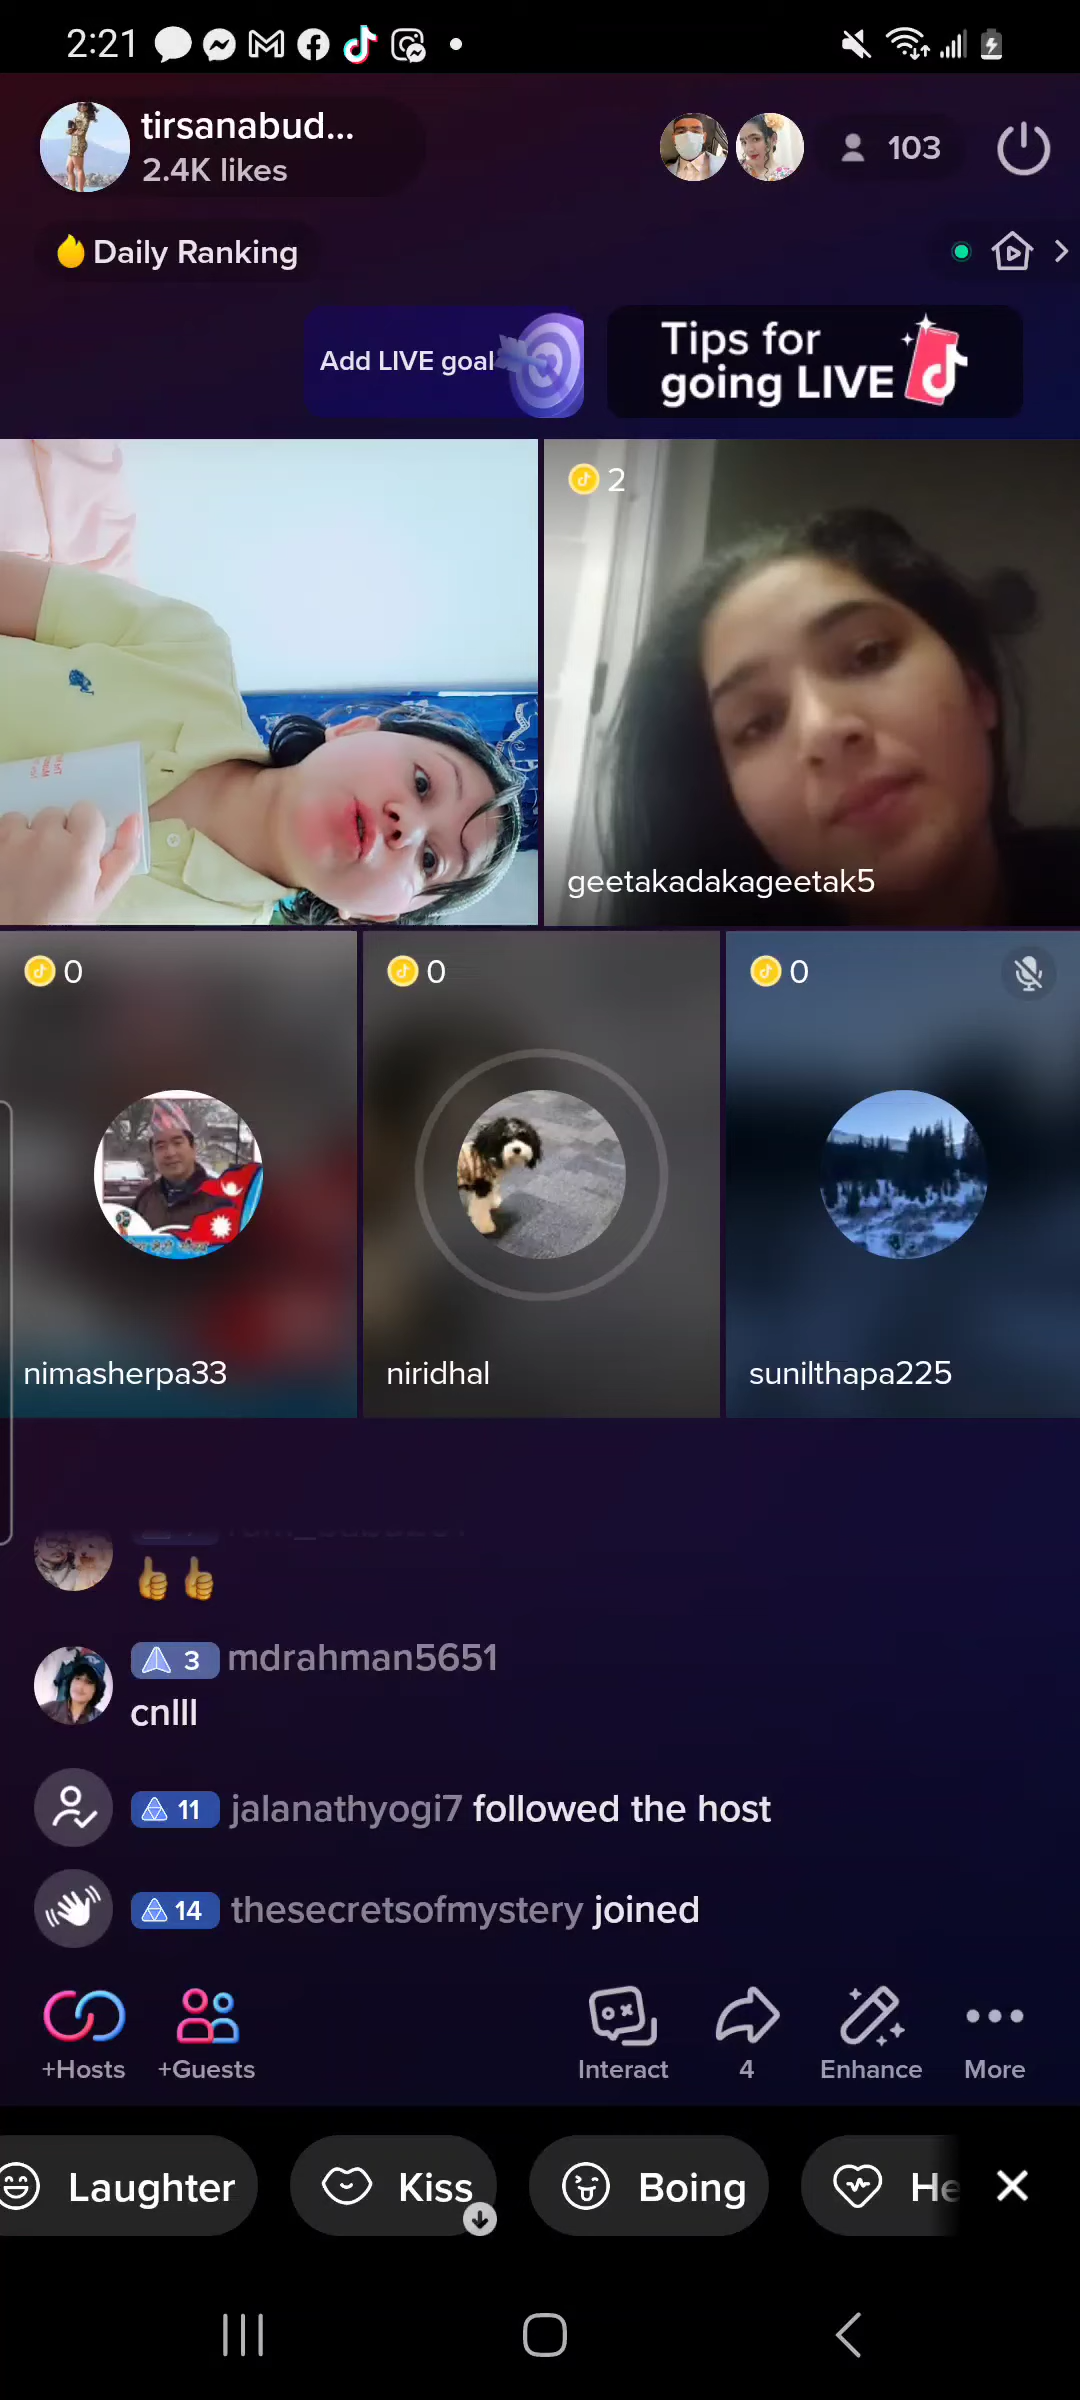 2:21
tirsanabud...
2.4K likes
103
Daily Ranking
Add LIVE goal
Tips for
going LIVE
2
geetakadakageetak5
0
0
0
nimasherpa33
niridhal
sunilthapa225
👍👍
3 mdrahman5651
cnlll
11 jalanathyogi7 followed the host
14 thesecretsofmystery joined
+Hosts
+Guests
Interact
4
Enhance
More
Laughter
Kiss
Boing
He